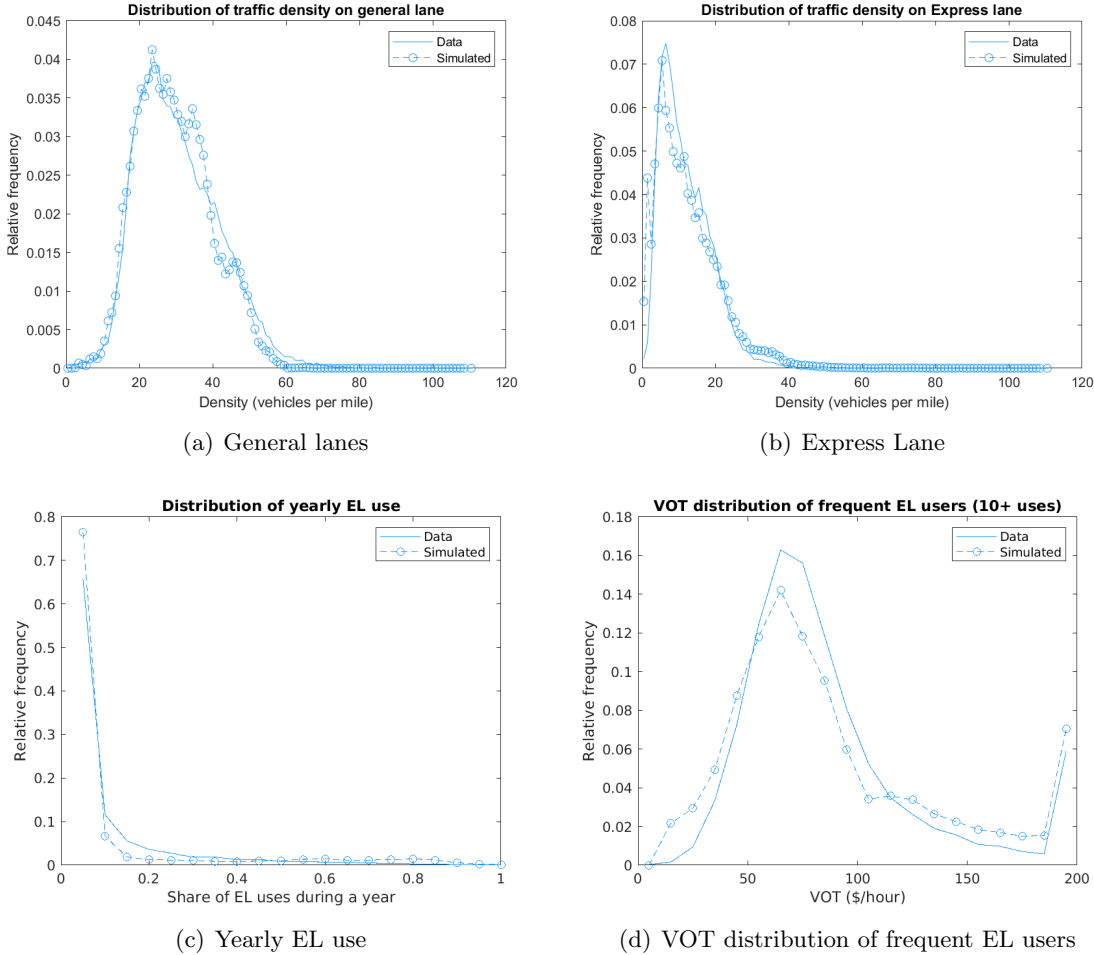 Distribution of traffic density on general lane
0.045
0.04
0.035
0.03
0.025
0.02
0.015
0.01
0.005
0
Relative frequency
Data
Simulated
0 20 40 60 80 100 120
Density (vehicles per mile)
(a) General lanes
Distribution of traffic density on Express lane
0.08
0.07
0.06
0.05
0.04
0.03
0.02
0.01
0
Relative frequency
Data
Simulated
0 20 40 60 80 100 120
Density (vehicles per mile)
(b) Express Lane
Distribution of yearly EL use
0.8
0.7
0.6
0.5
0.4
0.3
0.2
0.1
0
Relative frequency
Data
Simulated
0 0.2 0.4 0.6 0.8 1
Share of EL uses during a year
(c) Yearly EL use
VOT distribution of frequent EL users (10+ uses)
0.18
0.16
0.14
0.12
0.10
0.08
0.06
0.04
0.02
0
Relative frequency
Data
Simulated
0 50 100 150 200
VOT ($/hour)
(d) VOT distribution of frequent EL users